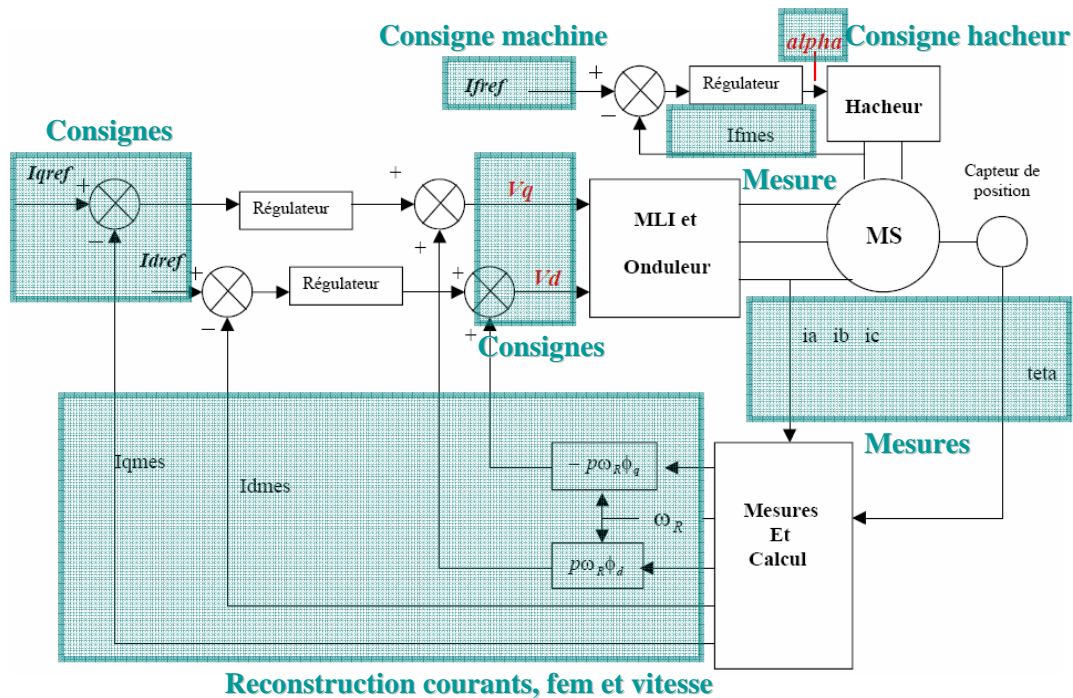 Consigne machine
alpha
Consigne hacheur
Ifref
+
−
Régulateur
Hacheur
Ifmes
Mesure
Capteur de
position
Consignes
Iqref
+
−
Régulateur
+
+
Vq
MLI et
Onduleur
MS
Idref
+
−
Régulateur
+
+
Vd
Consignes
ia ib ic
teta
Mesures
Iqmes
Idmes
− pω_Rϕ_q
ω_R
pω_Rϕ_d
Mesures
Et
Calcul
Reconstruction courants, fem et vitesse